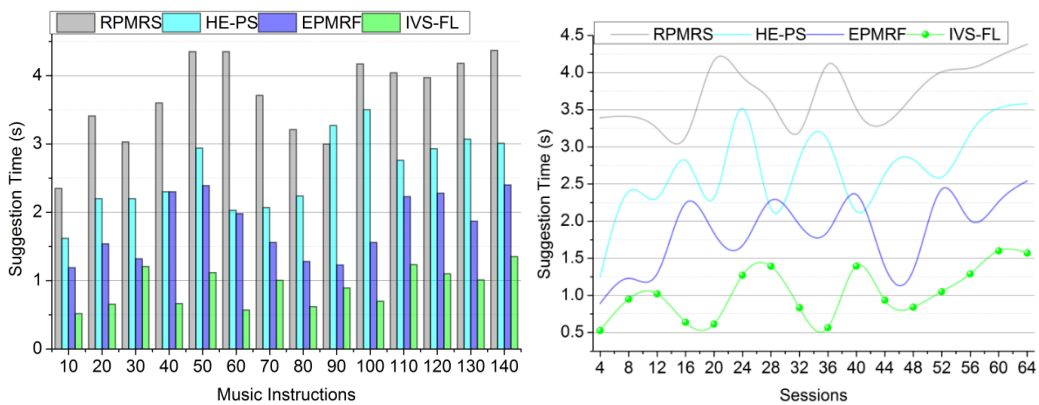 RPMRS HE-PS EPMRF IVS-FL
Suggestion Time (s)
4
3
2
1
0
10 20 30 40 50 60 70 80 90 100 110 120 130 140
Music Instructions
RPMRS HE-PS EPMRF IVS-FL
Suggestion Time (s)
4.5
4.0
3.5
3.0
2.5
2.0
1.5
1.0
0.5
4 8 12 16 20 24 28 32 36 40 44 48 52 56 60 64
Sessions